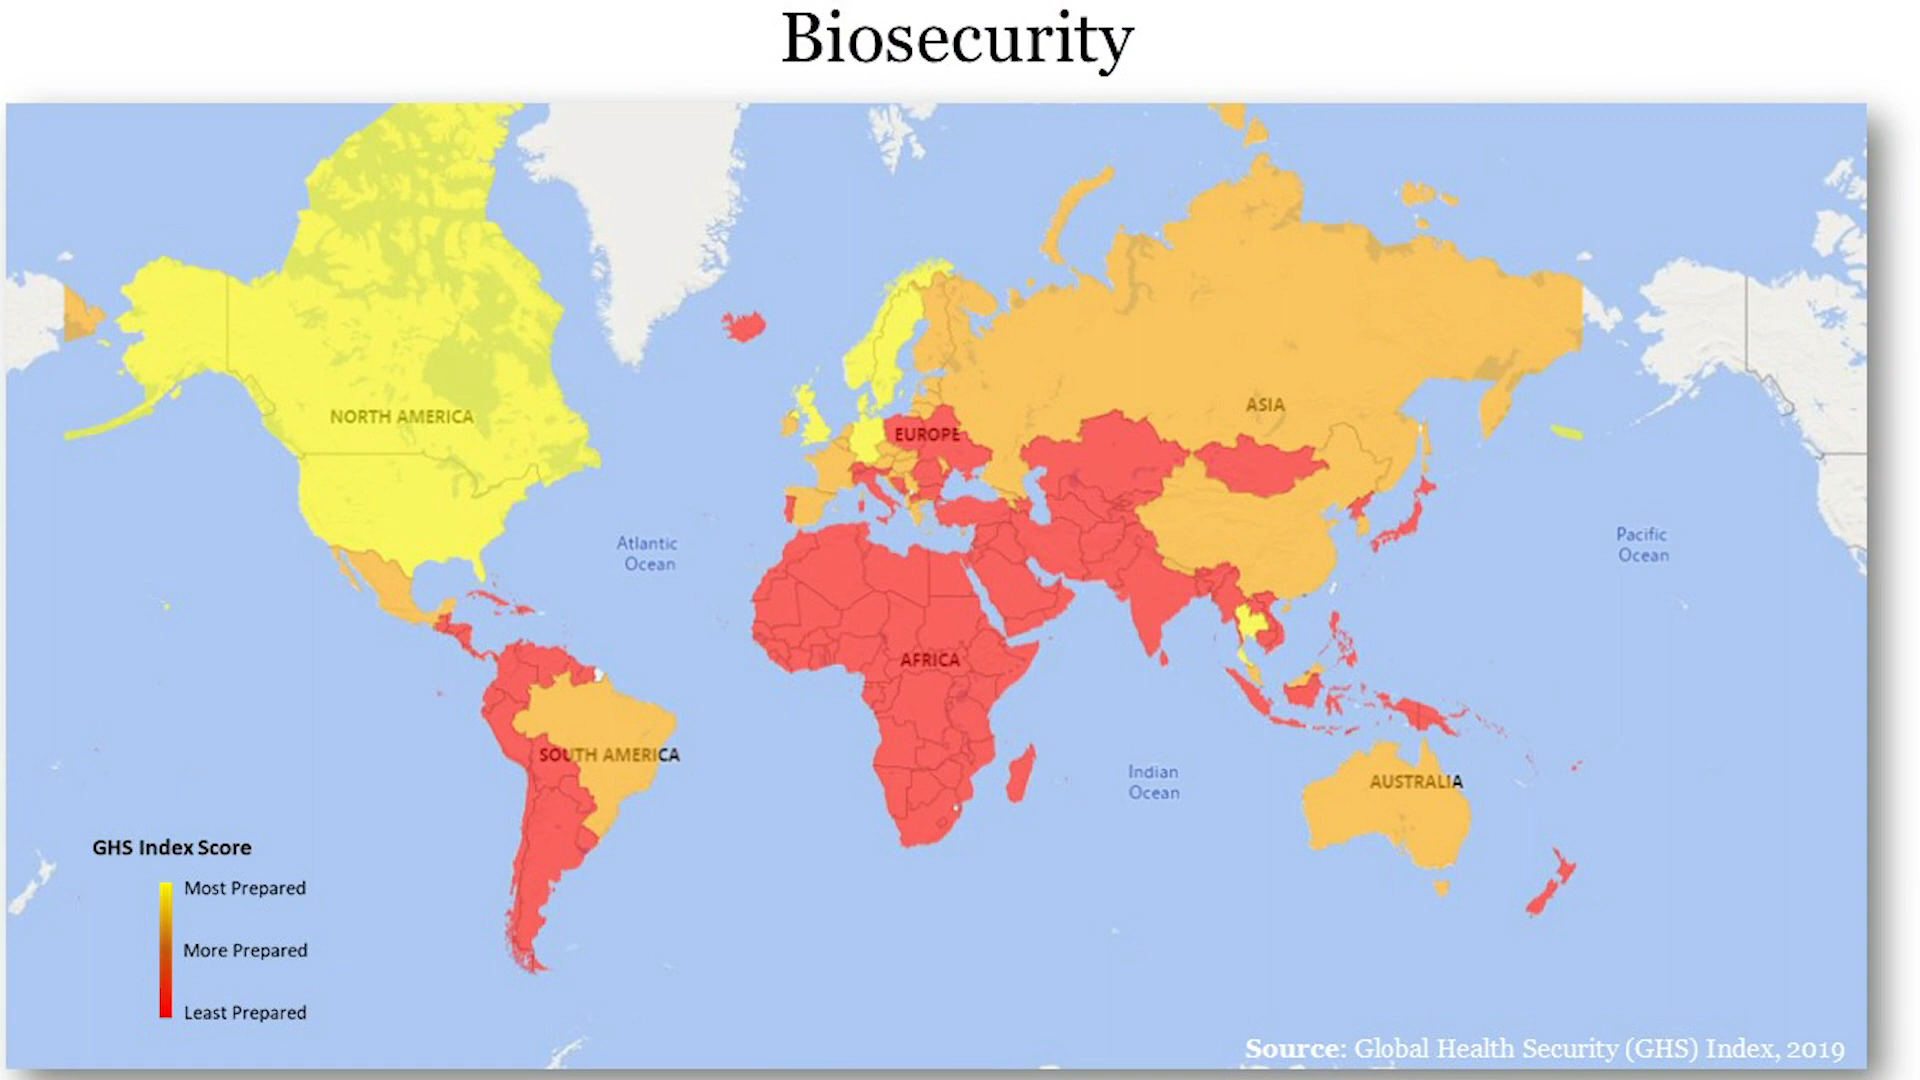 Biosecurity
NORTH AMERICA
EUROPE
ASIA
Atlantic
Ocean
Pacific
Ocean
AFRICA
SOUTH AMERICA
Indian
Ocean
AUSTRALIA
GHS Index Score
Most Prepared
More Prepared
Least Prepared
Source: Global Health Security (GHS) Index, 2019